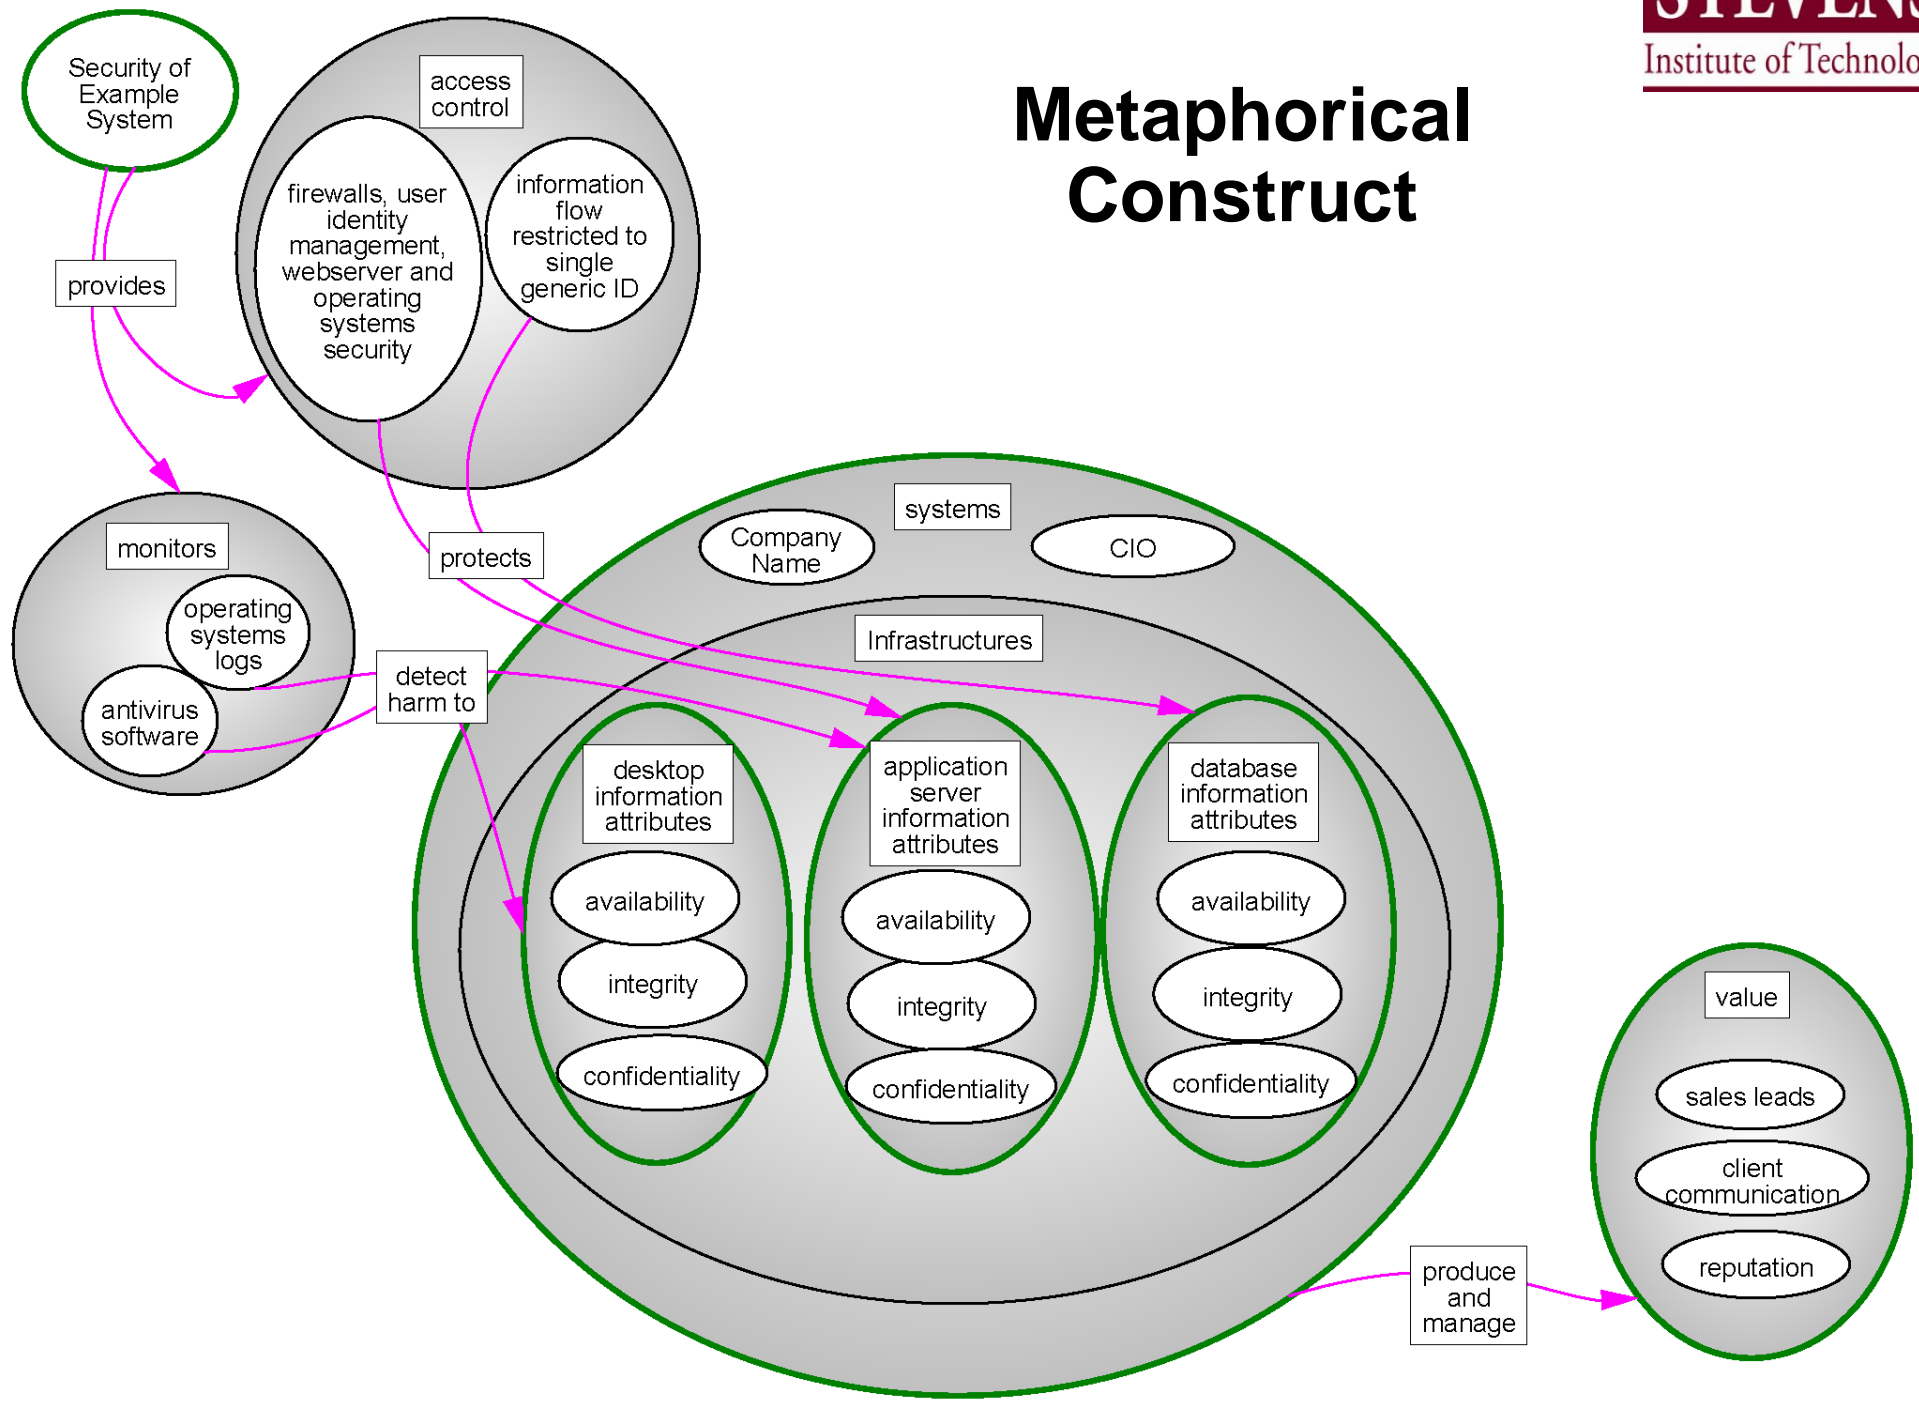 STEVENS
Institute of Technolo
Metaphorical
Construct
Security of
Example
System
access
control
firewalls, user
identity
management,
webserver and
operating
systems
security
information
flow
restricted to
single
generic ID
provides
monitors
operating
systems
logs
antivirus
software
protects
detect
harm to
systems
Company
Name
CIO
Infrastructures
desktop
information
attributes
availability
integrity
confidentiality
application
server
information
attributes
availability
integrity
confidentiality
database
information
attributes
availability
integrity
confidentiality
produce
and
manage
value
sales leads
client
communication
reputation